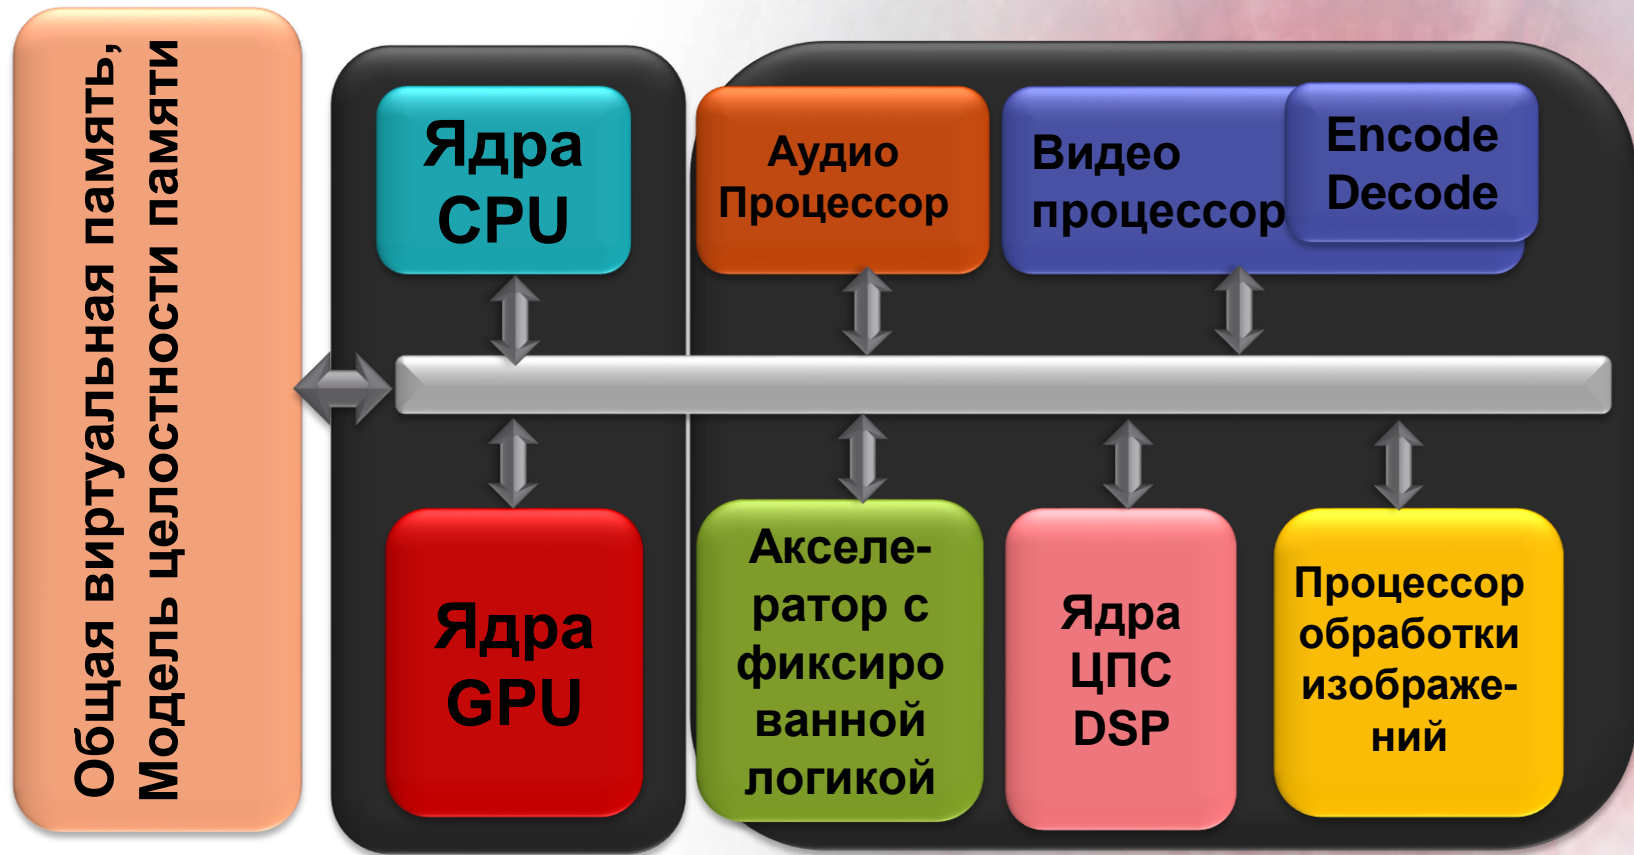 Общая виртуальная память,
Модель целостности памяти
Ядра
CPU
Аудио
Процессор
Видео
процессор
Encode
Decode
Ядра
GPU
Акселе-
ратор с
фиксиро
ванной
логикой
Ядра
ЦПС
DSP
Процессор
обработки
изображе-
ний